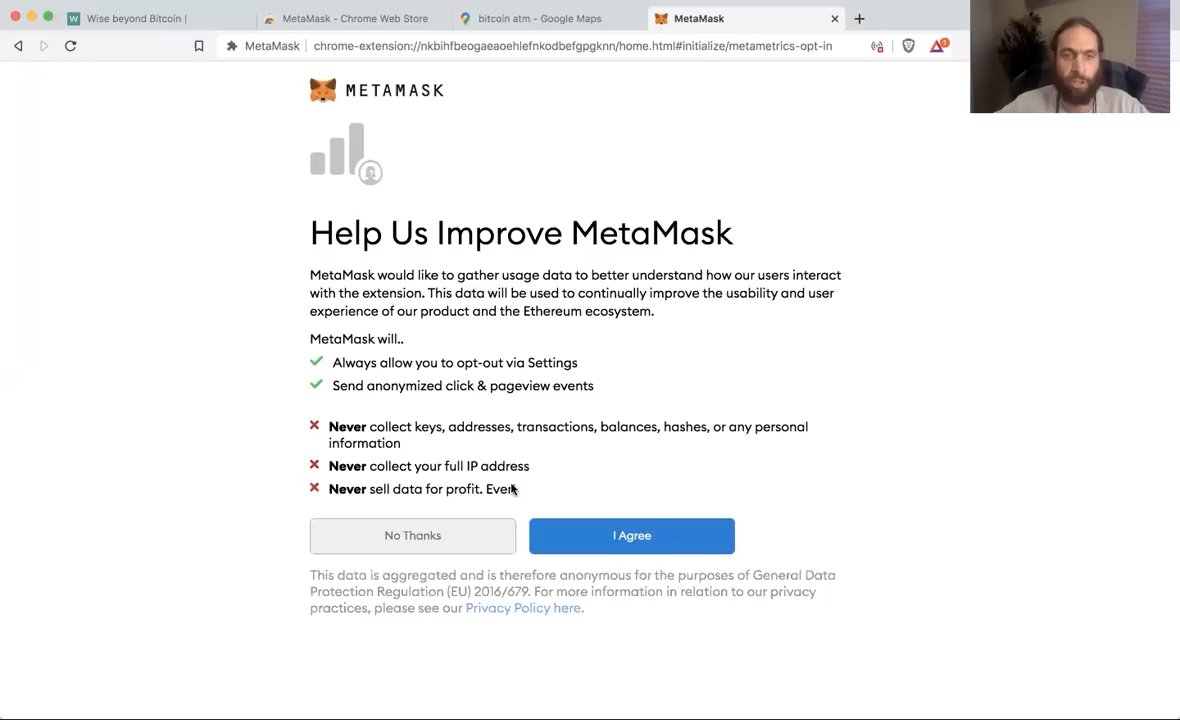 Wise beyond Bitcoin |
MetaMask - Chrome Web Store
bitcoin atm - Google Maps
MetaMask
MetaMask
chrome-extension://nkbihfbeogaeaoehlefnkodbefgpgknn/home.html#initialize/metametrics-opt-in
1
METAMASK
Help Us Improve MetaMask
MetaMask would like to gather usage data to better understand how our users interact
with the extension. This data will be used to continually improve the usability and user
experience of our product and the Ethereum ecosystem.
MetaMask will..
Always allow you to opt-out via Settings
Send anonymized click & pageview events
Never collect keys, addresses, transactions, balances, hashes, or any personal
information
Never collect your full IP address
Never sell data for profit. Ever
No Thanks
I Agree
This data is aggregated and is therefore anonymous for the purposes of General Data
Protection Regulation (EU) 2016/679. For more information in relation to our privacy
practices, please see our Privacy Policy here.